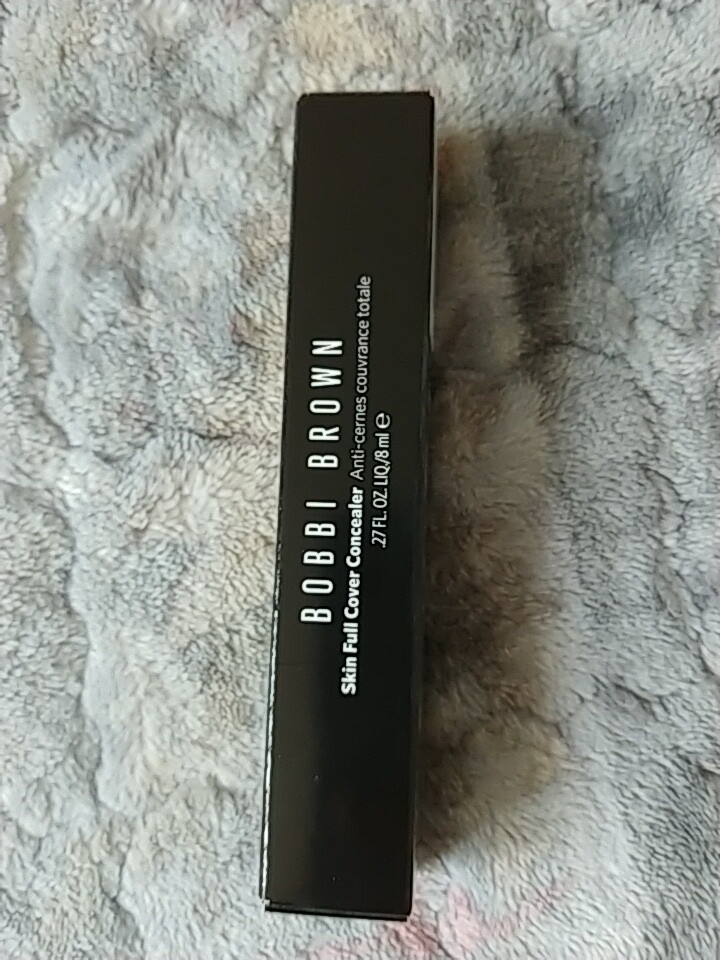 BOBBI BROWN
Skin Full Cover Concealer Anti-cernes couvrance totale
.27 FL. OZ. LIQ./8 ml ℮